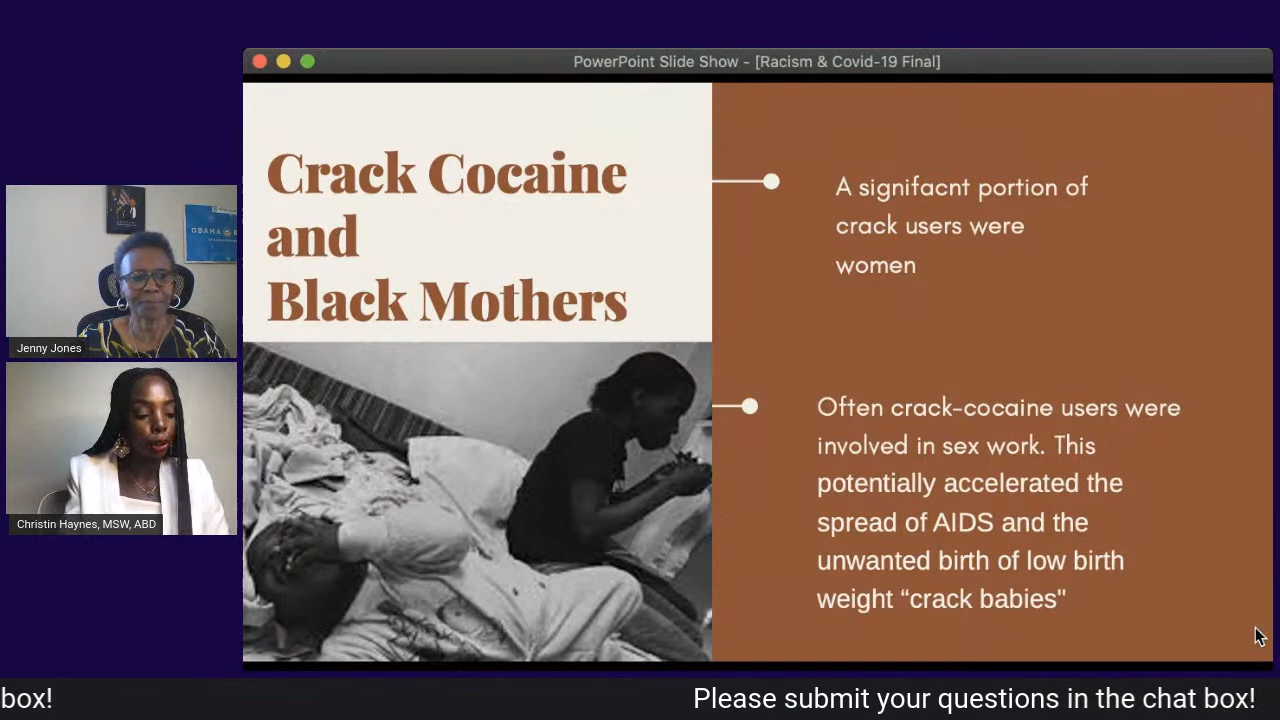 PowerPoint Slide Show - [Racism & Covid-19 Final]
Crack Cocaine
and
Black Mothers
A signifacnt portion of
crack users were
women
Often crack-cocaine users were
involved in sex work. This
potentially accelerated the
spread of AIDS and the
unwanted birth of low birth
weight “crack babies"
OBAMA
Jenny Jones
Christin Haynes, MSW, ABD
box!
Please submit your questions in the chat box!